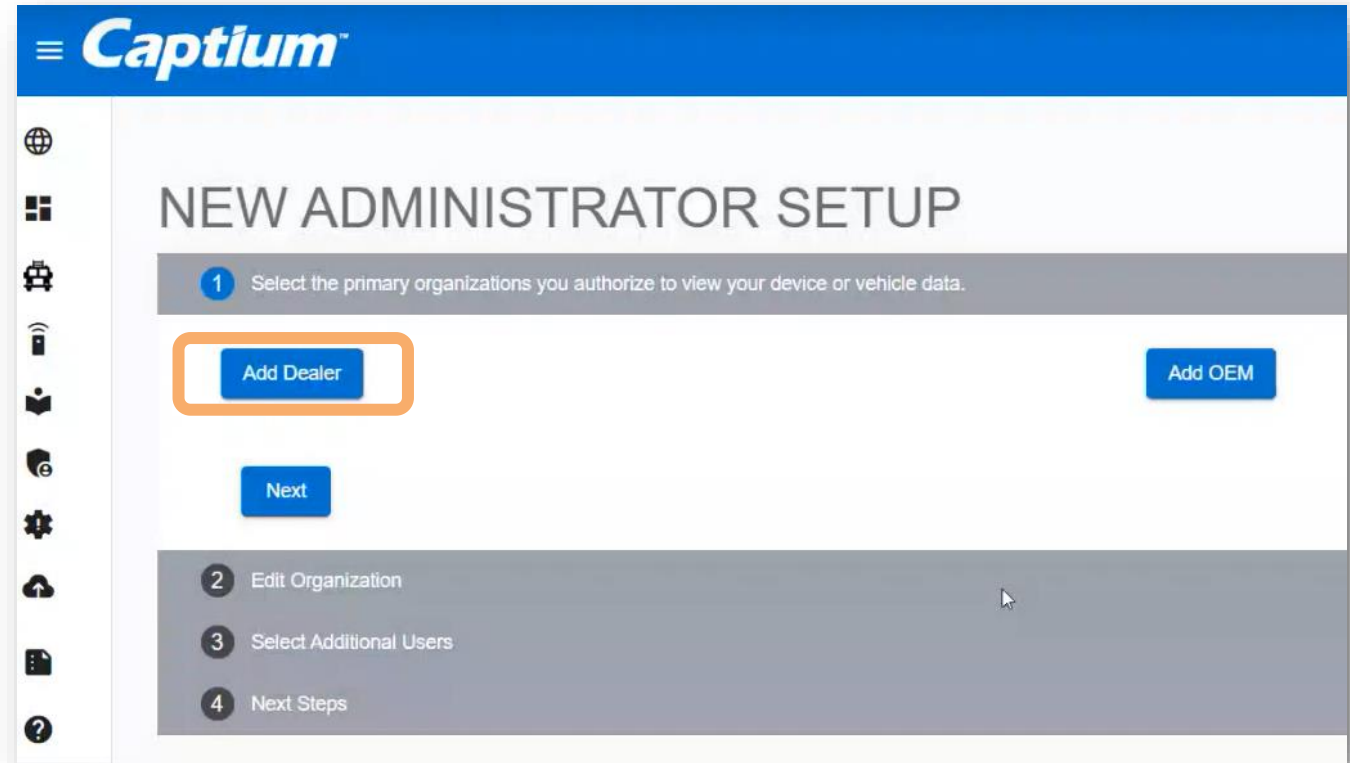 Captium™
NEW ADMINISTRATOR SETUP
1 Select the primary organizations you authorize to view your device or vehicle data.
Add Dealer
Add OEM
Next
2 Edit Organization
3 Select Additional Users
4 Next Steps